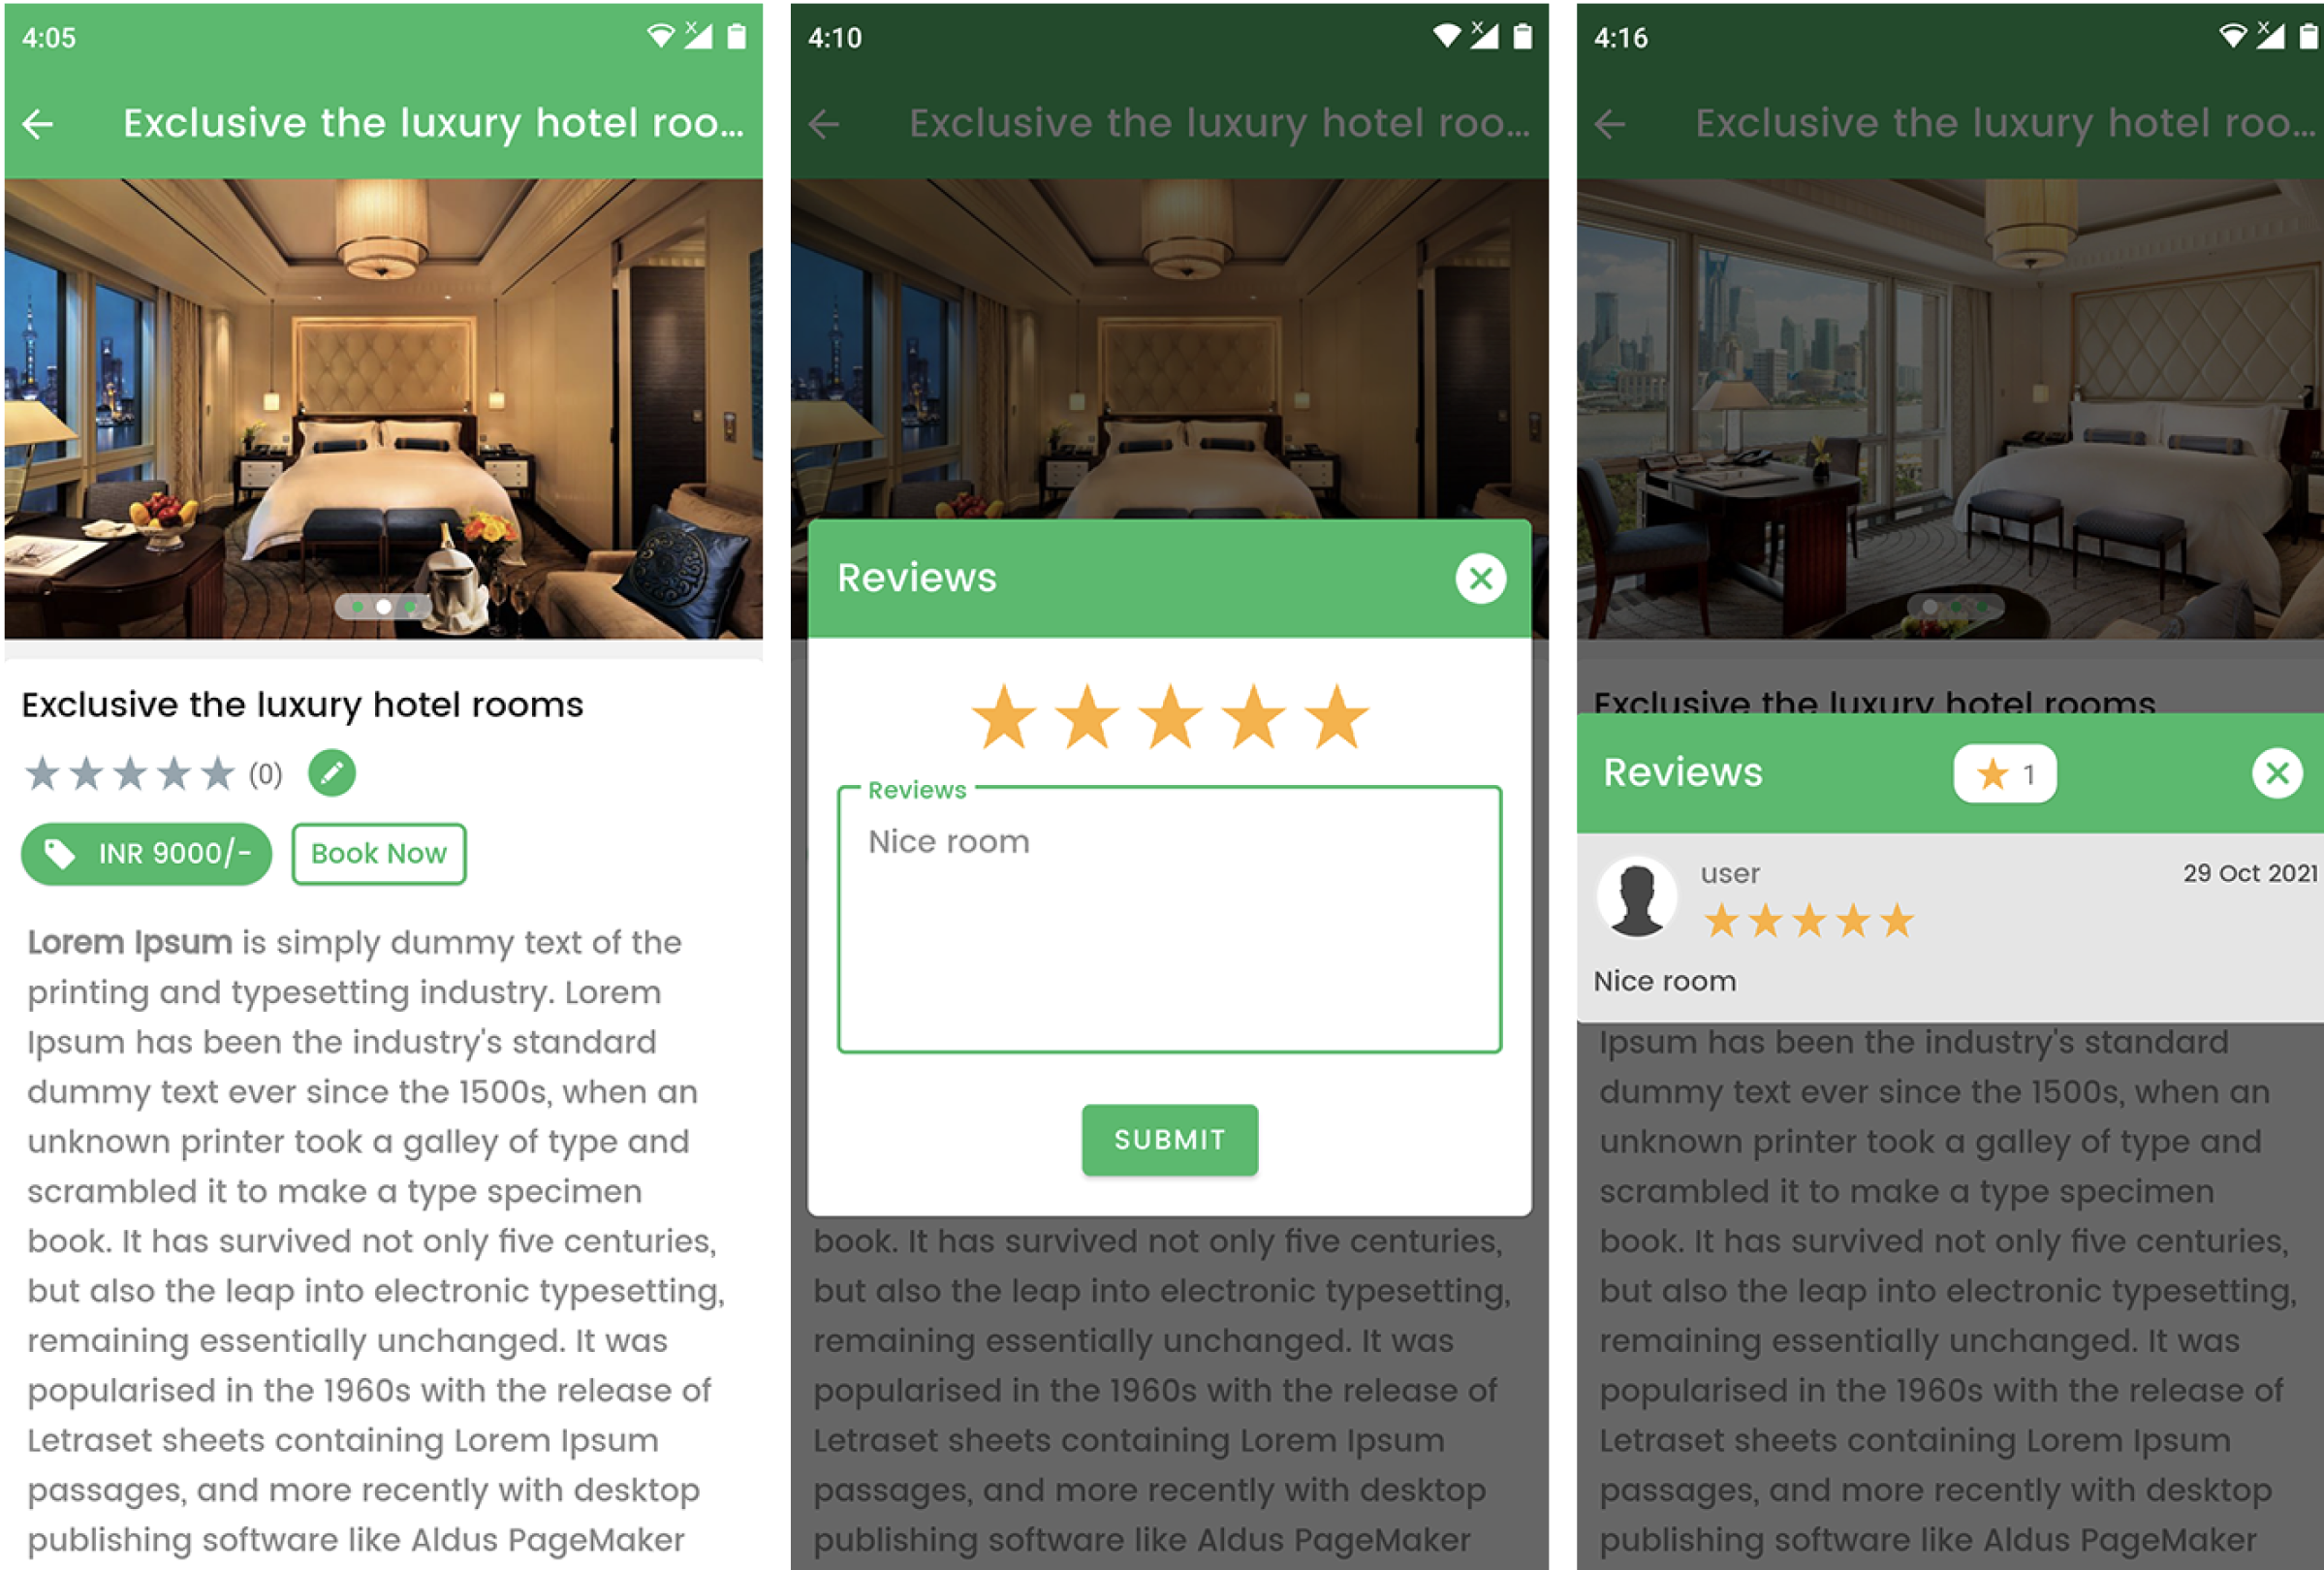 4:05
Exclusive the luxury hotel roo...
Exclusive the luxury hotel rooms
(0)
INR 9000/-
Book Now
Lorem Ipsum is simply dummy text of the
printing and typesetting industry. Lorem
Ipsum has been the industry's standard
dummy text ever since the 1500s, when an
unknown printer took a galley of type and
scrambled it to make a type specimen
book. It has survived not only five centuries,
but also the leap into electronic typesetting,
remaining essentially unchanged. It was
popularised in the 1960s with the release of
Letraset sheets containing Lorem Ipsum
passages, and more recently with desktop
publishing software like Aldus PageMaker
4:10
Exclusive the luxury hotel roo...
Reviews
Reviews
Nice room
SUBMIT
book. It has survived not only five centuries,
but also the leap into electronic typesetting,
remaining essentially unchanged. It was
popularised in the 1960s with the release of
Letraset sheets containing Lorem Ipsum
passages, and more recently with desktop
publishing software like Aldus PageMaker
4:16
Exclusive the luxury hotel roo...
Exclusive the luxury hotel rooms
Reviews
1
user
29 Oct 2021
Nice room
Ipsum has been the industry's standard
dummy text ever since the 1500s, when an
unknown printer took a galley of type and
scrambled it to make a type specimen
book. It has survived not only five centuries,
but also the leap into electronic typesetting,
remaining essentially unchanged. It was
popularised in the 1960s with the release of
Letraset sheets containing Lorem Ipsum
passages, and more recently with desktop
publishing software like Aldus PageMaker